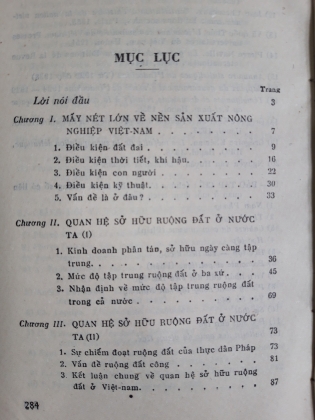 MỤC LỤC
Trang
Lời nói đầu 3
Chương I. MẤY NÉT LỚN VỀ NỀN SẢN XUẤT NÔNG
NGHIỆP VIỆT-NAM . 7
1. Điều kiện đất đai 9
2. Điều kiện thời tiết, khí hậu. 16
3. Điều kiện con người 22
4. Điều kiện kỹ thuật. 30
5. Vấn đề là ở đâu? 33
Chương II. QUAN HỆ SỞ HỮU RUỘNG ĐẤT Ở NƯỚC
TA (I)
1. Kinh doanh phân tán, sở hữu ngày càng tập
trung. 36
2. Mức độ tập trung ruộng đất ở ba xứ. 45
3. Nhận định về mức độ tập trung ruộng đất
trong cả nước. 69
Chương III. QUAN HỆ SỞ HỮU RUỘNG ĐẤT Ở NƯỚC
TA (II) 73
1. Sự chiếm đoạt ruộng đất của thực dân Pháp 73
2. Vấn đề ruộng đất công 81
3. Kết luận chung về quan hệ sở hữu ruộng
đất ở Việt-nam. 87
284